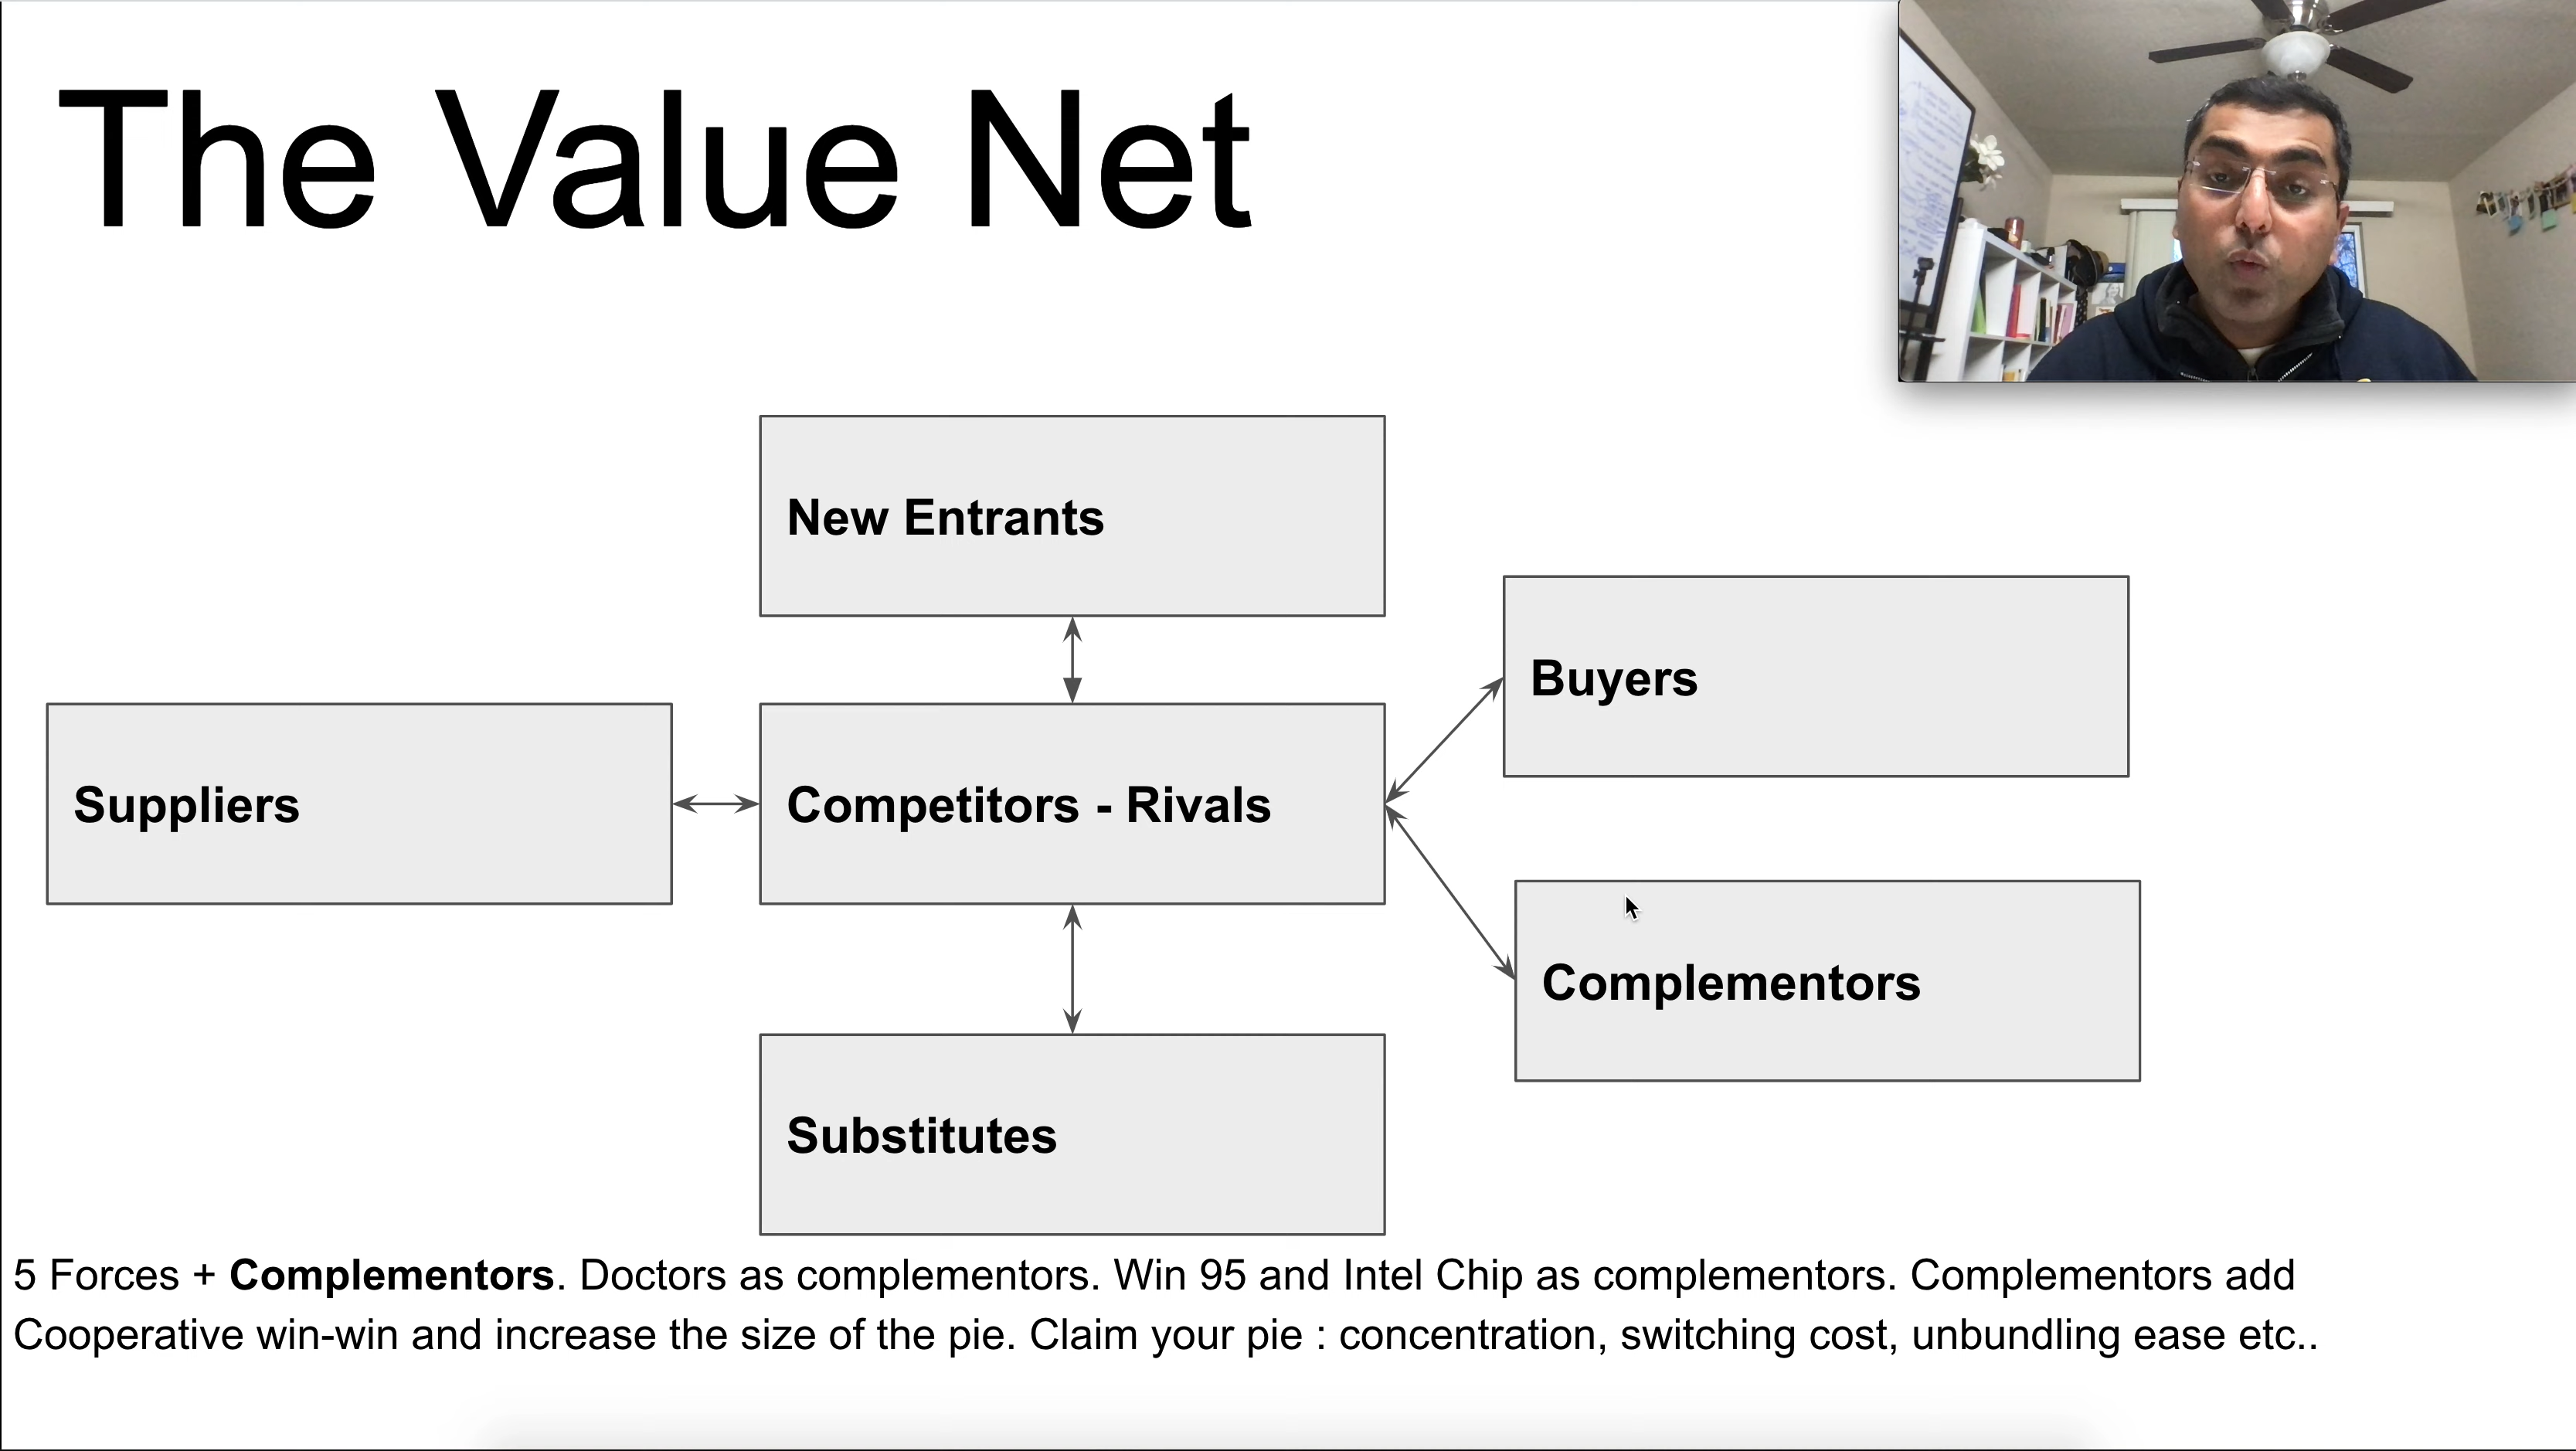 The Value Net
New Entrants
Buyers
Suppliers
Competitors - Rivals
Complementors
Substitutes
5 Forces + Complementors. Doctors as complementors. Win 95 and Intel Chip as complementors. Complementors add
Cooperative win-win and increase the size of the pie. Claim your pie : concentration, switching cost, unbundling ease etc..